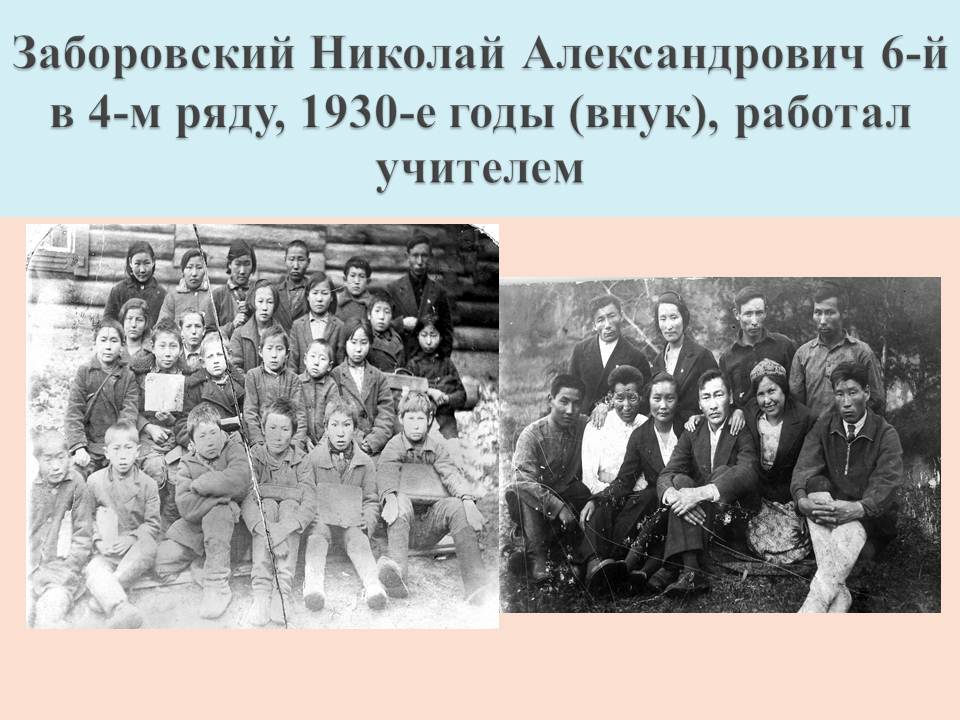 Заборовский Николай Александрович 6-й
в 4-м ряду, 1930-е годы (внук), работал
учителем